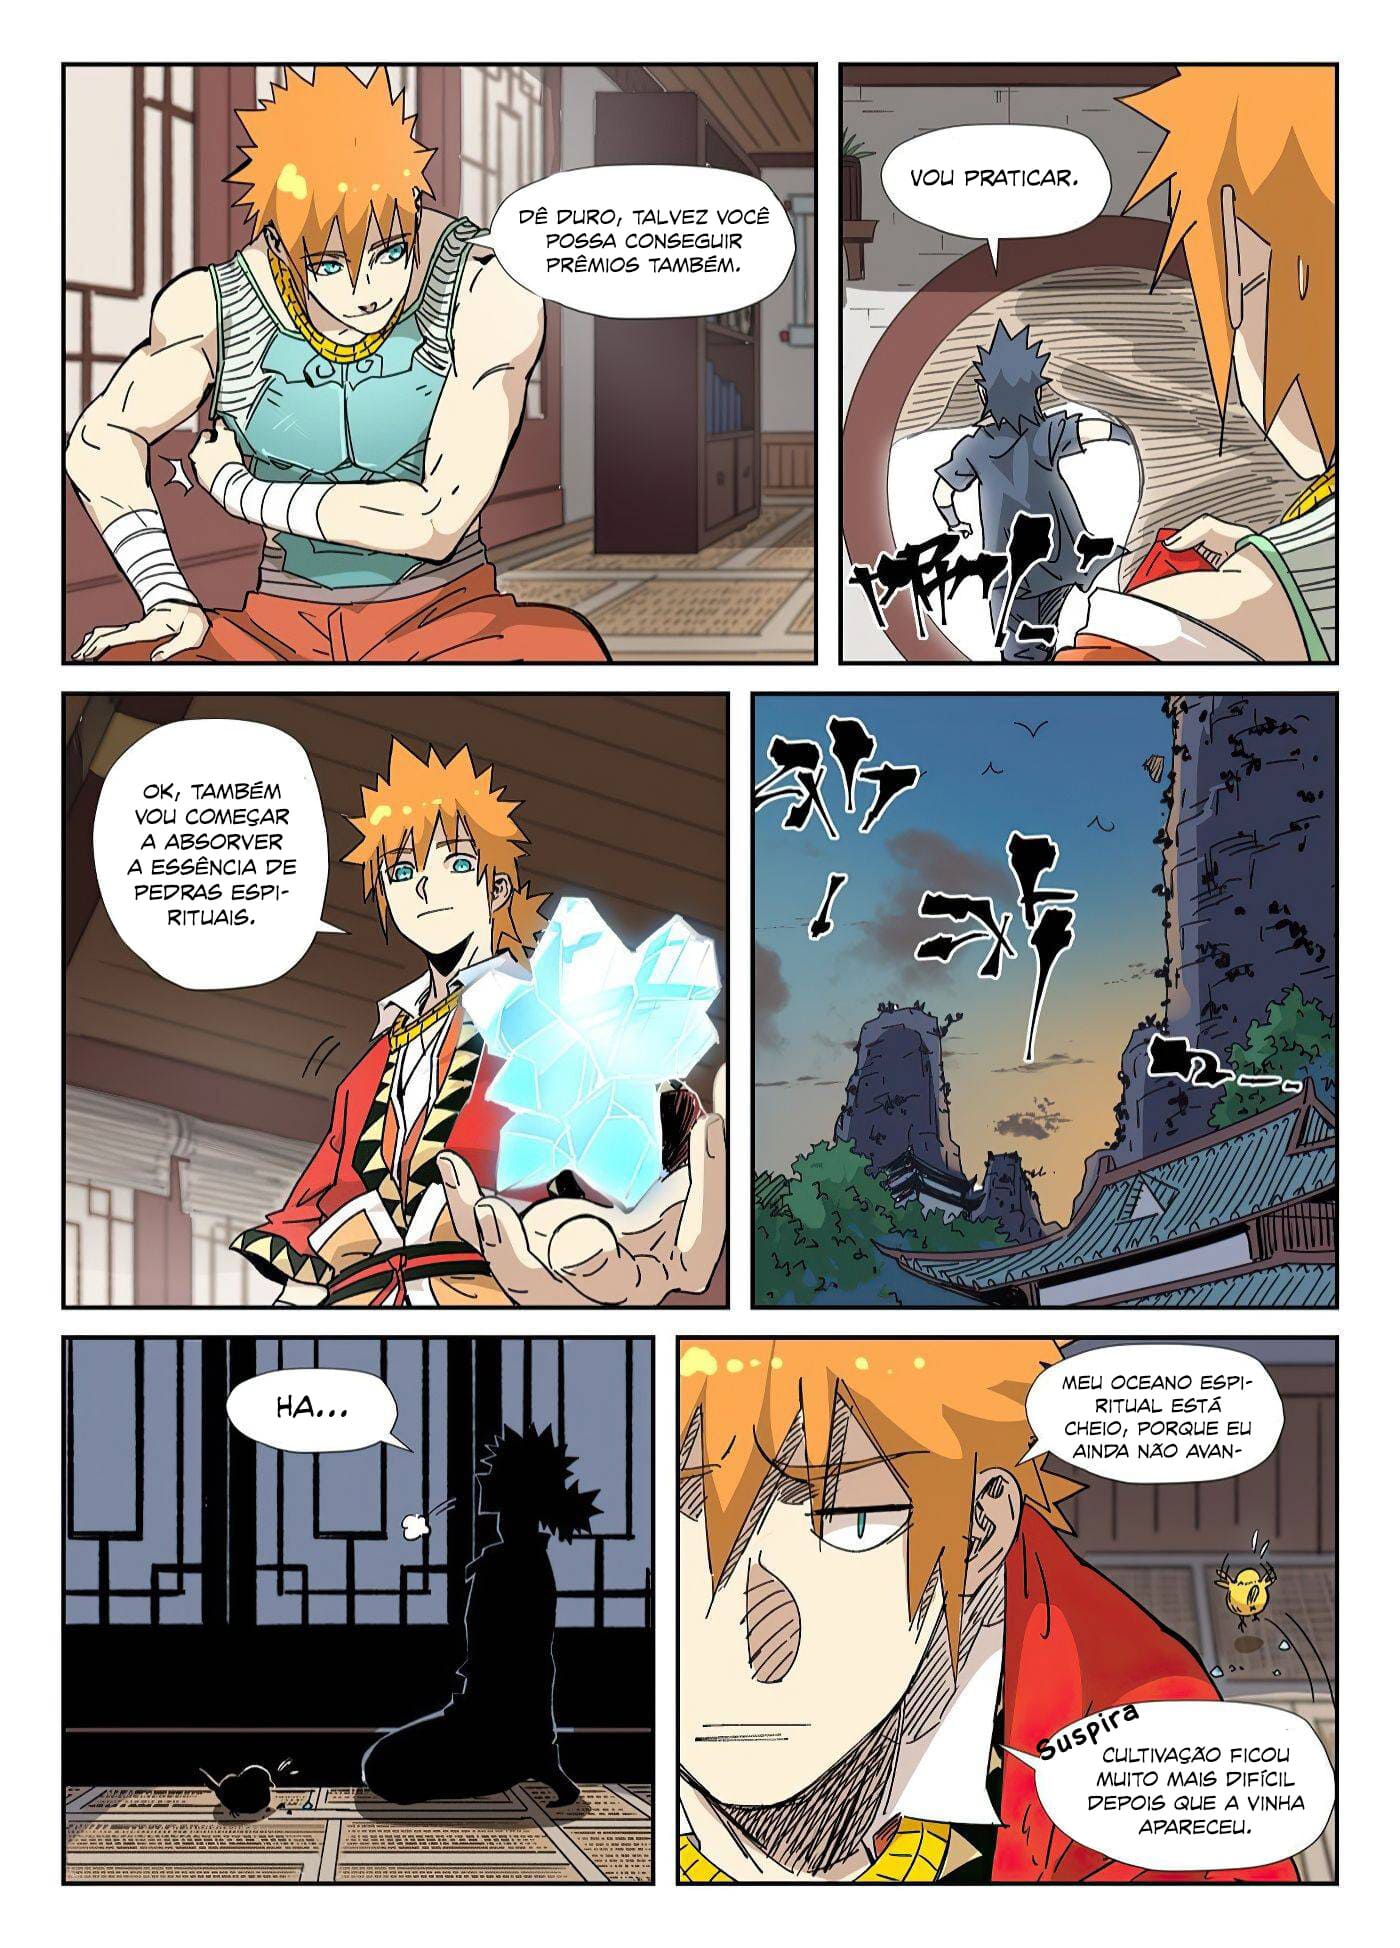 DÊ DURO, TALVEZ VOCÊ
POSSA CONSEGUIR
PRÊMIOS TAMBÉM.
VOU PRATICAR.
OK, TAMBÉM
VOU COMEÇAR
A ABSORVER
A ESSÊNCIA DE
PEDRAS ESPI-
RITUAIS.
HA...
MEU OCEANO ESPI-
RITUAL ESTÁ
CHEIO, PORQUE EU
AINDA NÃO AVAN-
Suspira
CULTIVAÇÃO FICOU
MUITO MAIS DIFÍCIL
DEPOIS QUE A VINHA
APARECEU.